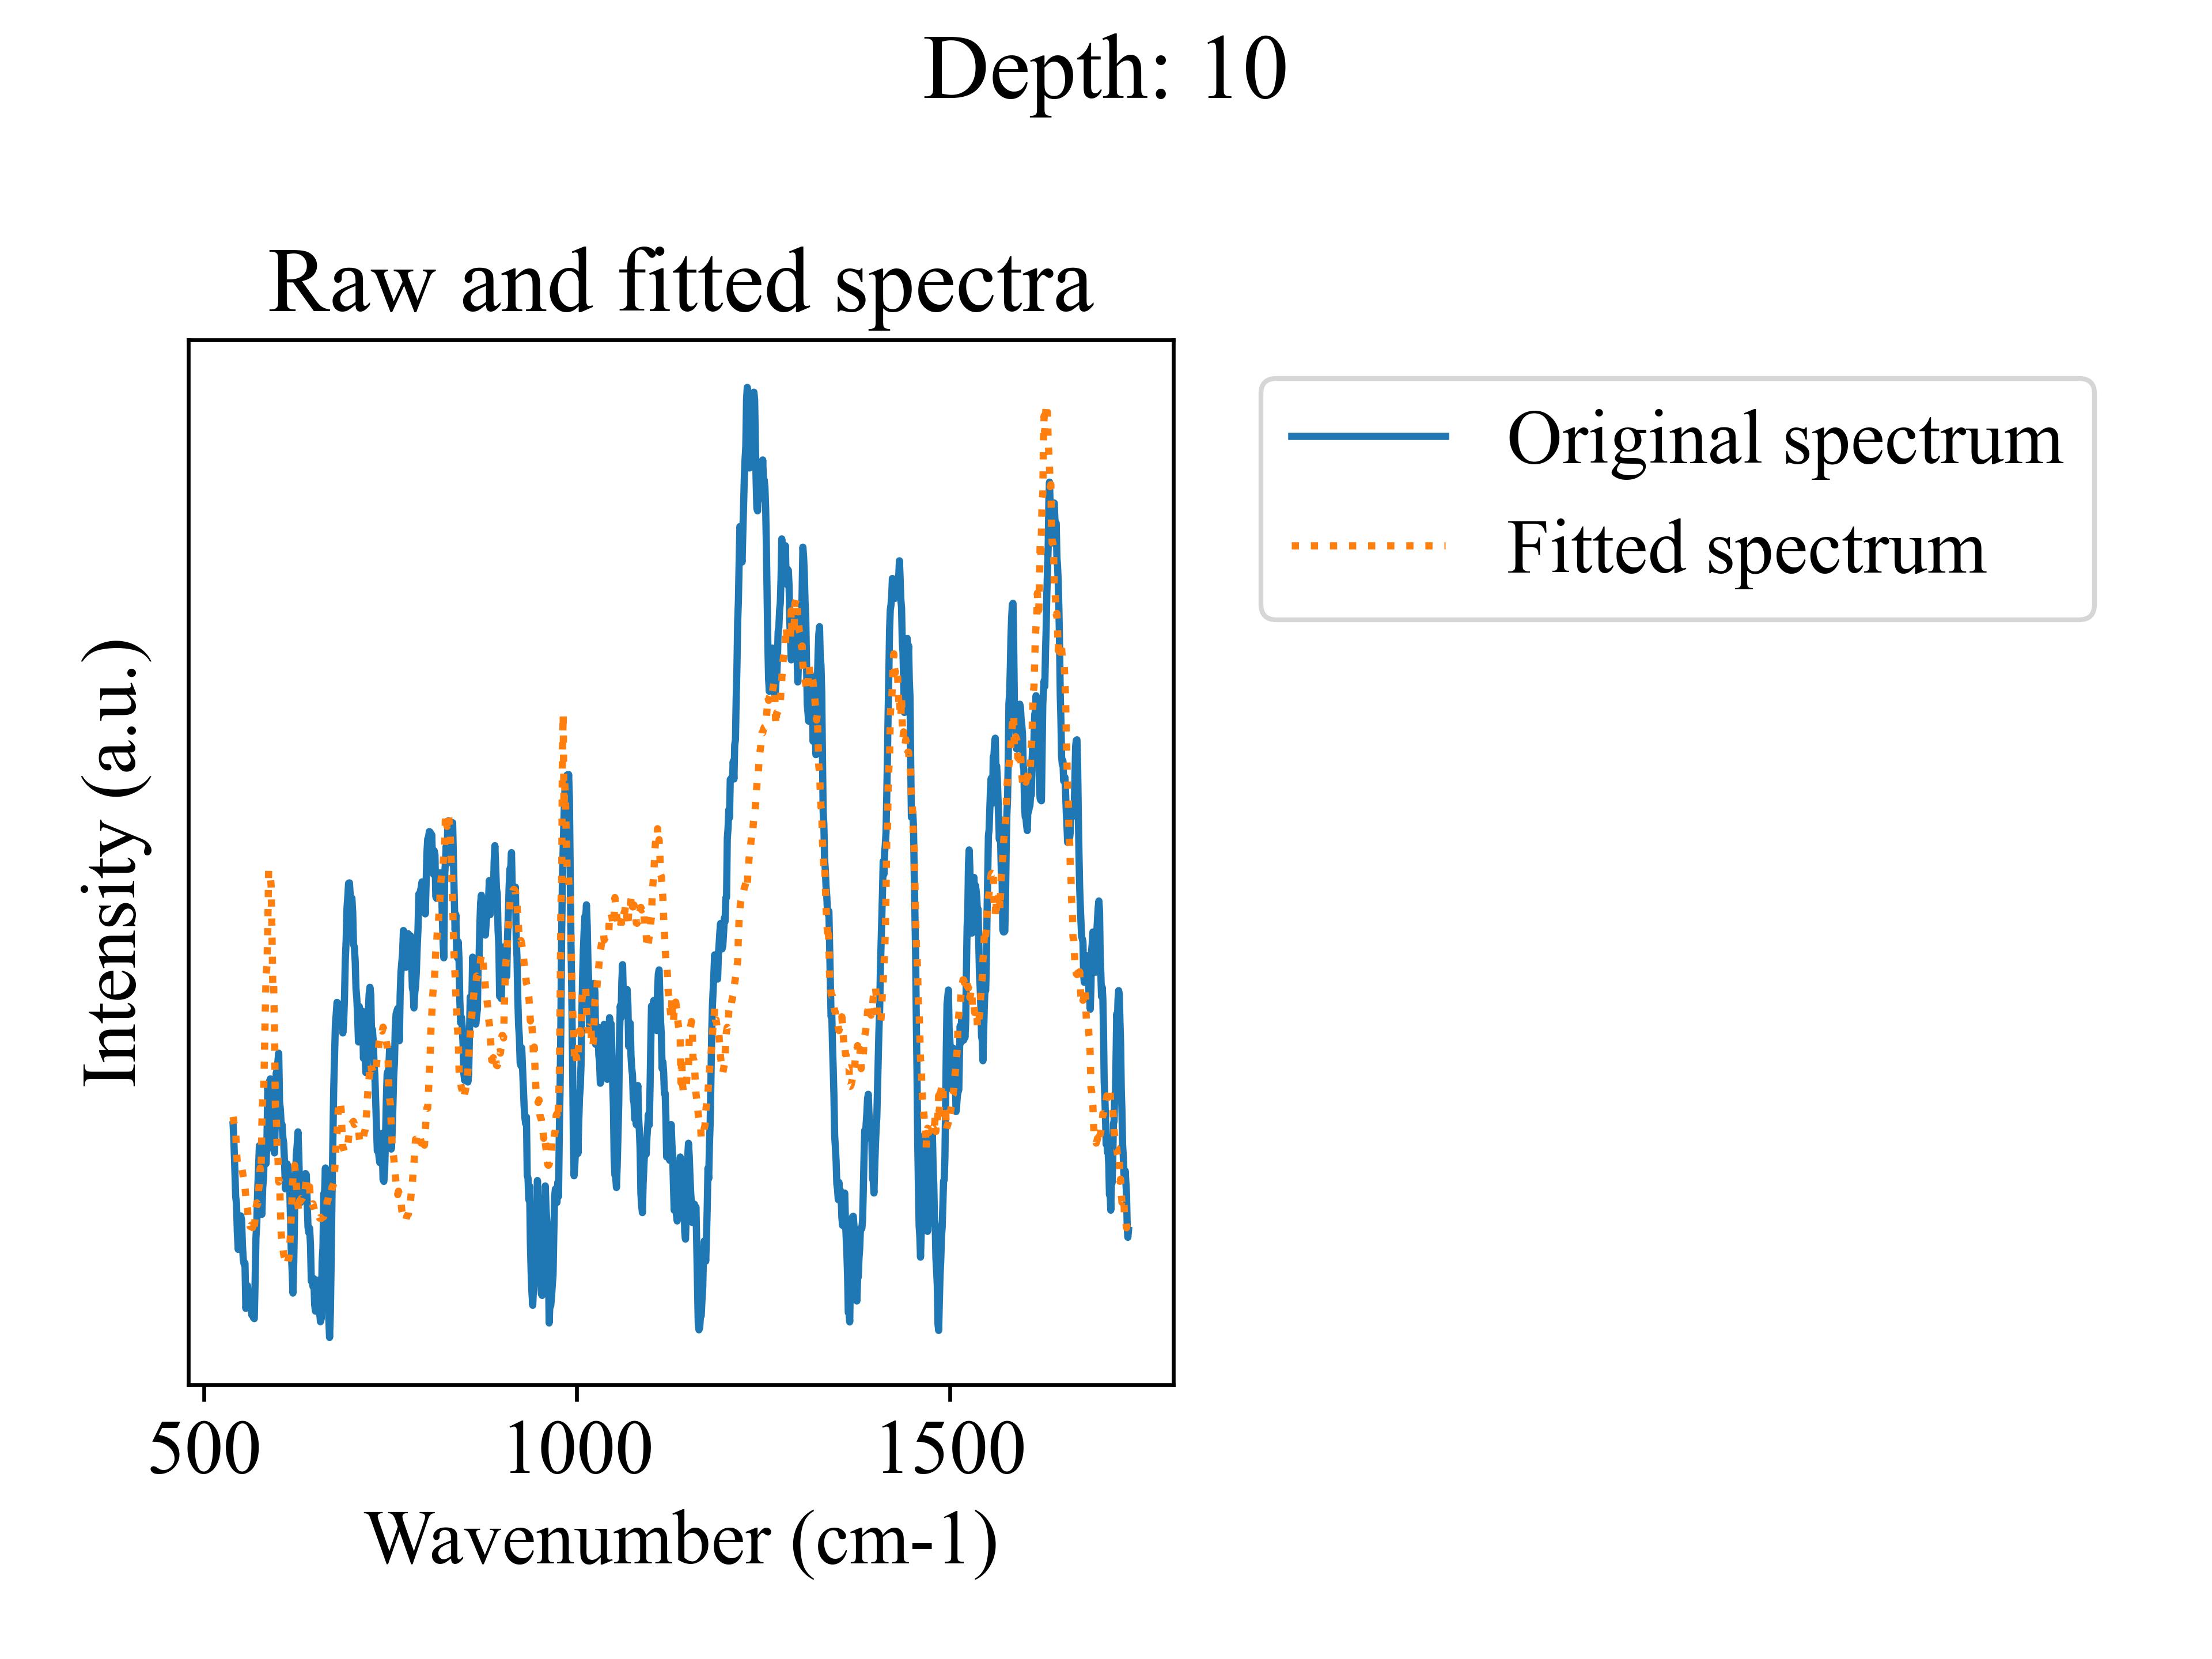 Depth: 10
Raw and fitted spectra
Original spectrum
Fitted spectrum
Intensity (a.u.)
500 1000 1500
Wavenumber (cm-1)